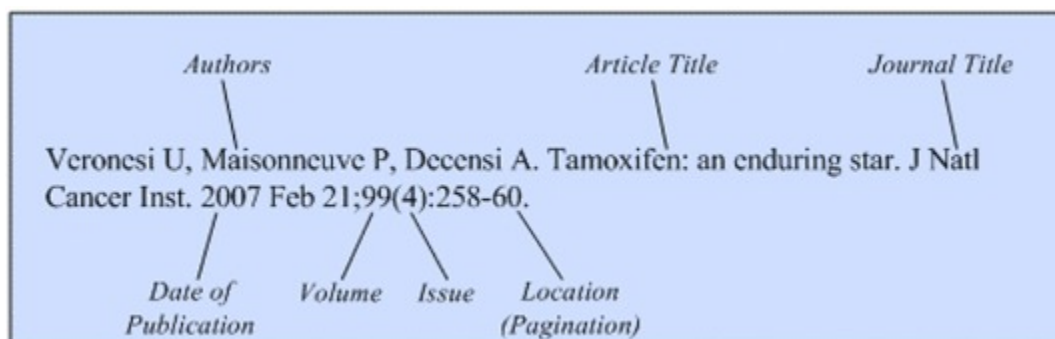 Authors Article Title Journal Title
Veronesi U, Maisonneuve P, Decensi A. Tamoxifen: an enduring star. J Natl
Cancer Inst. 2007 Feb 21;99(4):258-60.
Date of Volume Issue Location
Publication (Pagination)